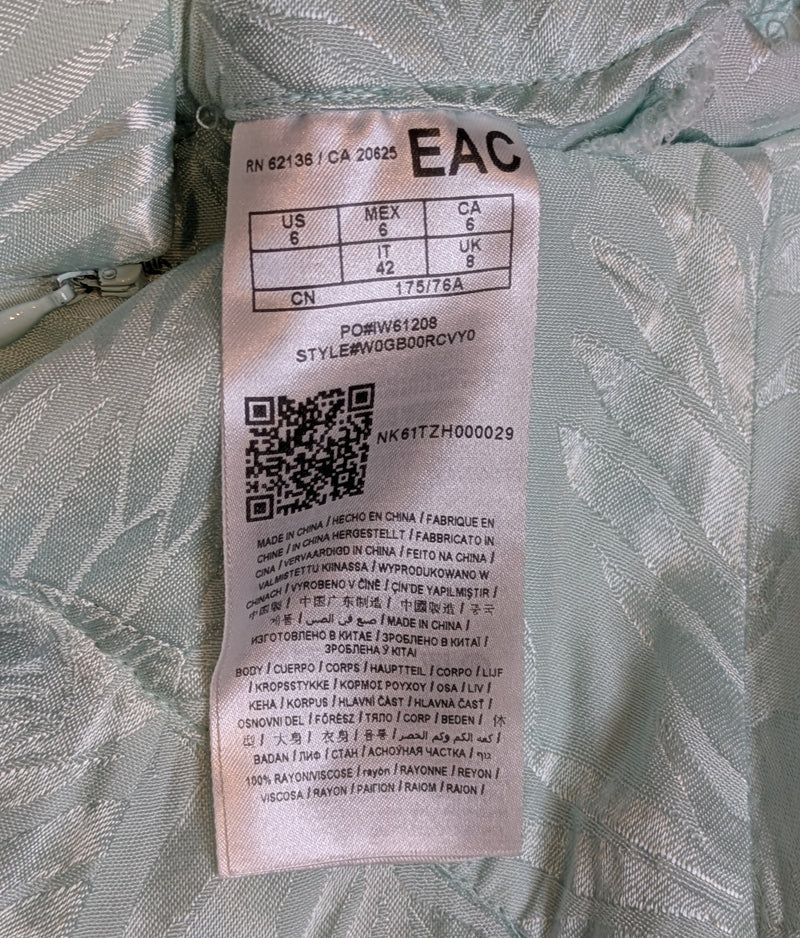 RN 62136 / CA 20625 EAC
US MEX CA
6 6 6
IT UK
42 8
CN 175/76A
PO#IW61208
STYLE#W0GB00RCVY0
NK61TZH000029
MADE IN CHINA / HECHO EN CHINA / FABRIQUE EN
CHINE / IN CHINA HERGESTELLT / FABBRICATO IN
CINA / VERVAARDIGD IN CHINA / FEITO NA CHINA /
VALMISTETTU KIINASSA / WYPRODUKOWANO W
CHINACH / VYROBENO V ČÍNĚ / ÇİN'DE YAPILMIŞTIR /
中国製 / 中国广东制造 / 中國製造 / 중국
제품 / صنع في الصين / MADE IN CHINA /
ИЗГОТОВЛЕНО В КИТАЕ / ЗРОБЛЕНО В КИТАЇ /
ЗРОБЛЕНА Ў КІТАІ
BODY / CUERPO / CORPS / HAUPTTEIL / CORPO / LIJF
/ KROPSSTYKKE / ΚΟΡΜΟΣ ΡΟΥΧΟΥ / OSA / LIV /
KEHA / KORPUS / HLAVNÍ ČÁST / HLAVNÁ ČASŤ /
OSNOVNI DEL / FŐRÉSZ / ТЯЛО / CORP / BEDEN / 休
出 / 大身 / 衣身 / 몸통 / كفه الكم وكم الحصر /
BADAN / ЛИФ / СТАН / АСНОЎНАЯ ЧАСТКА / גוף /
100% RAYON/VISCOSE / rayón / RAYONNE / REYON /
VISCOSA / RAYON / ΡΑΙΓΙΟΝ / RAIOM / RAION /